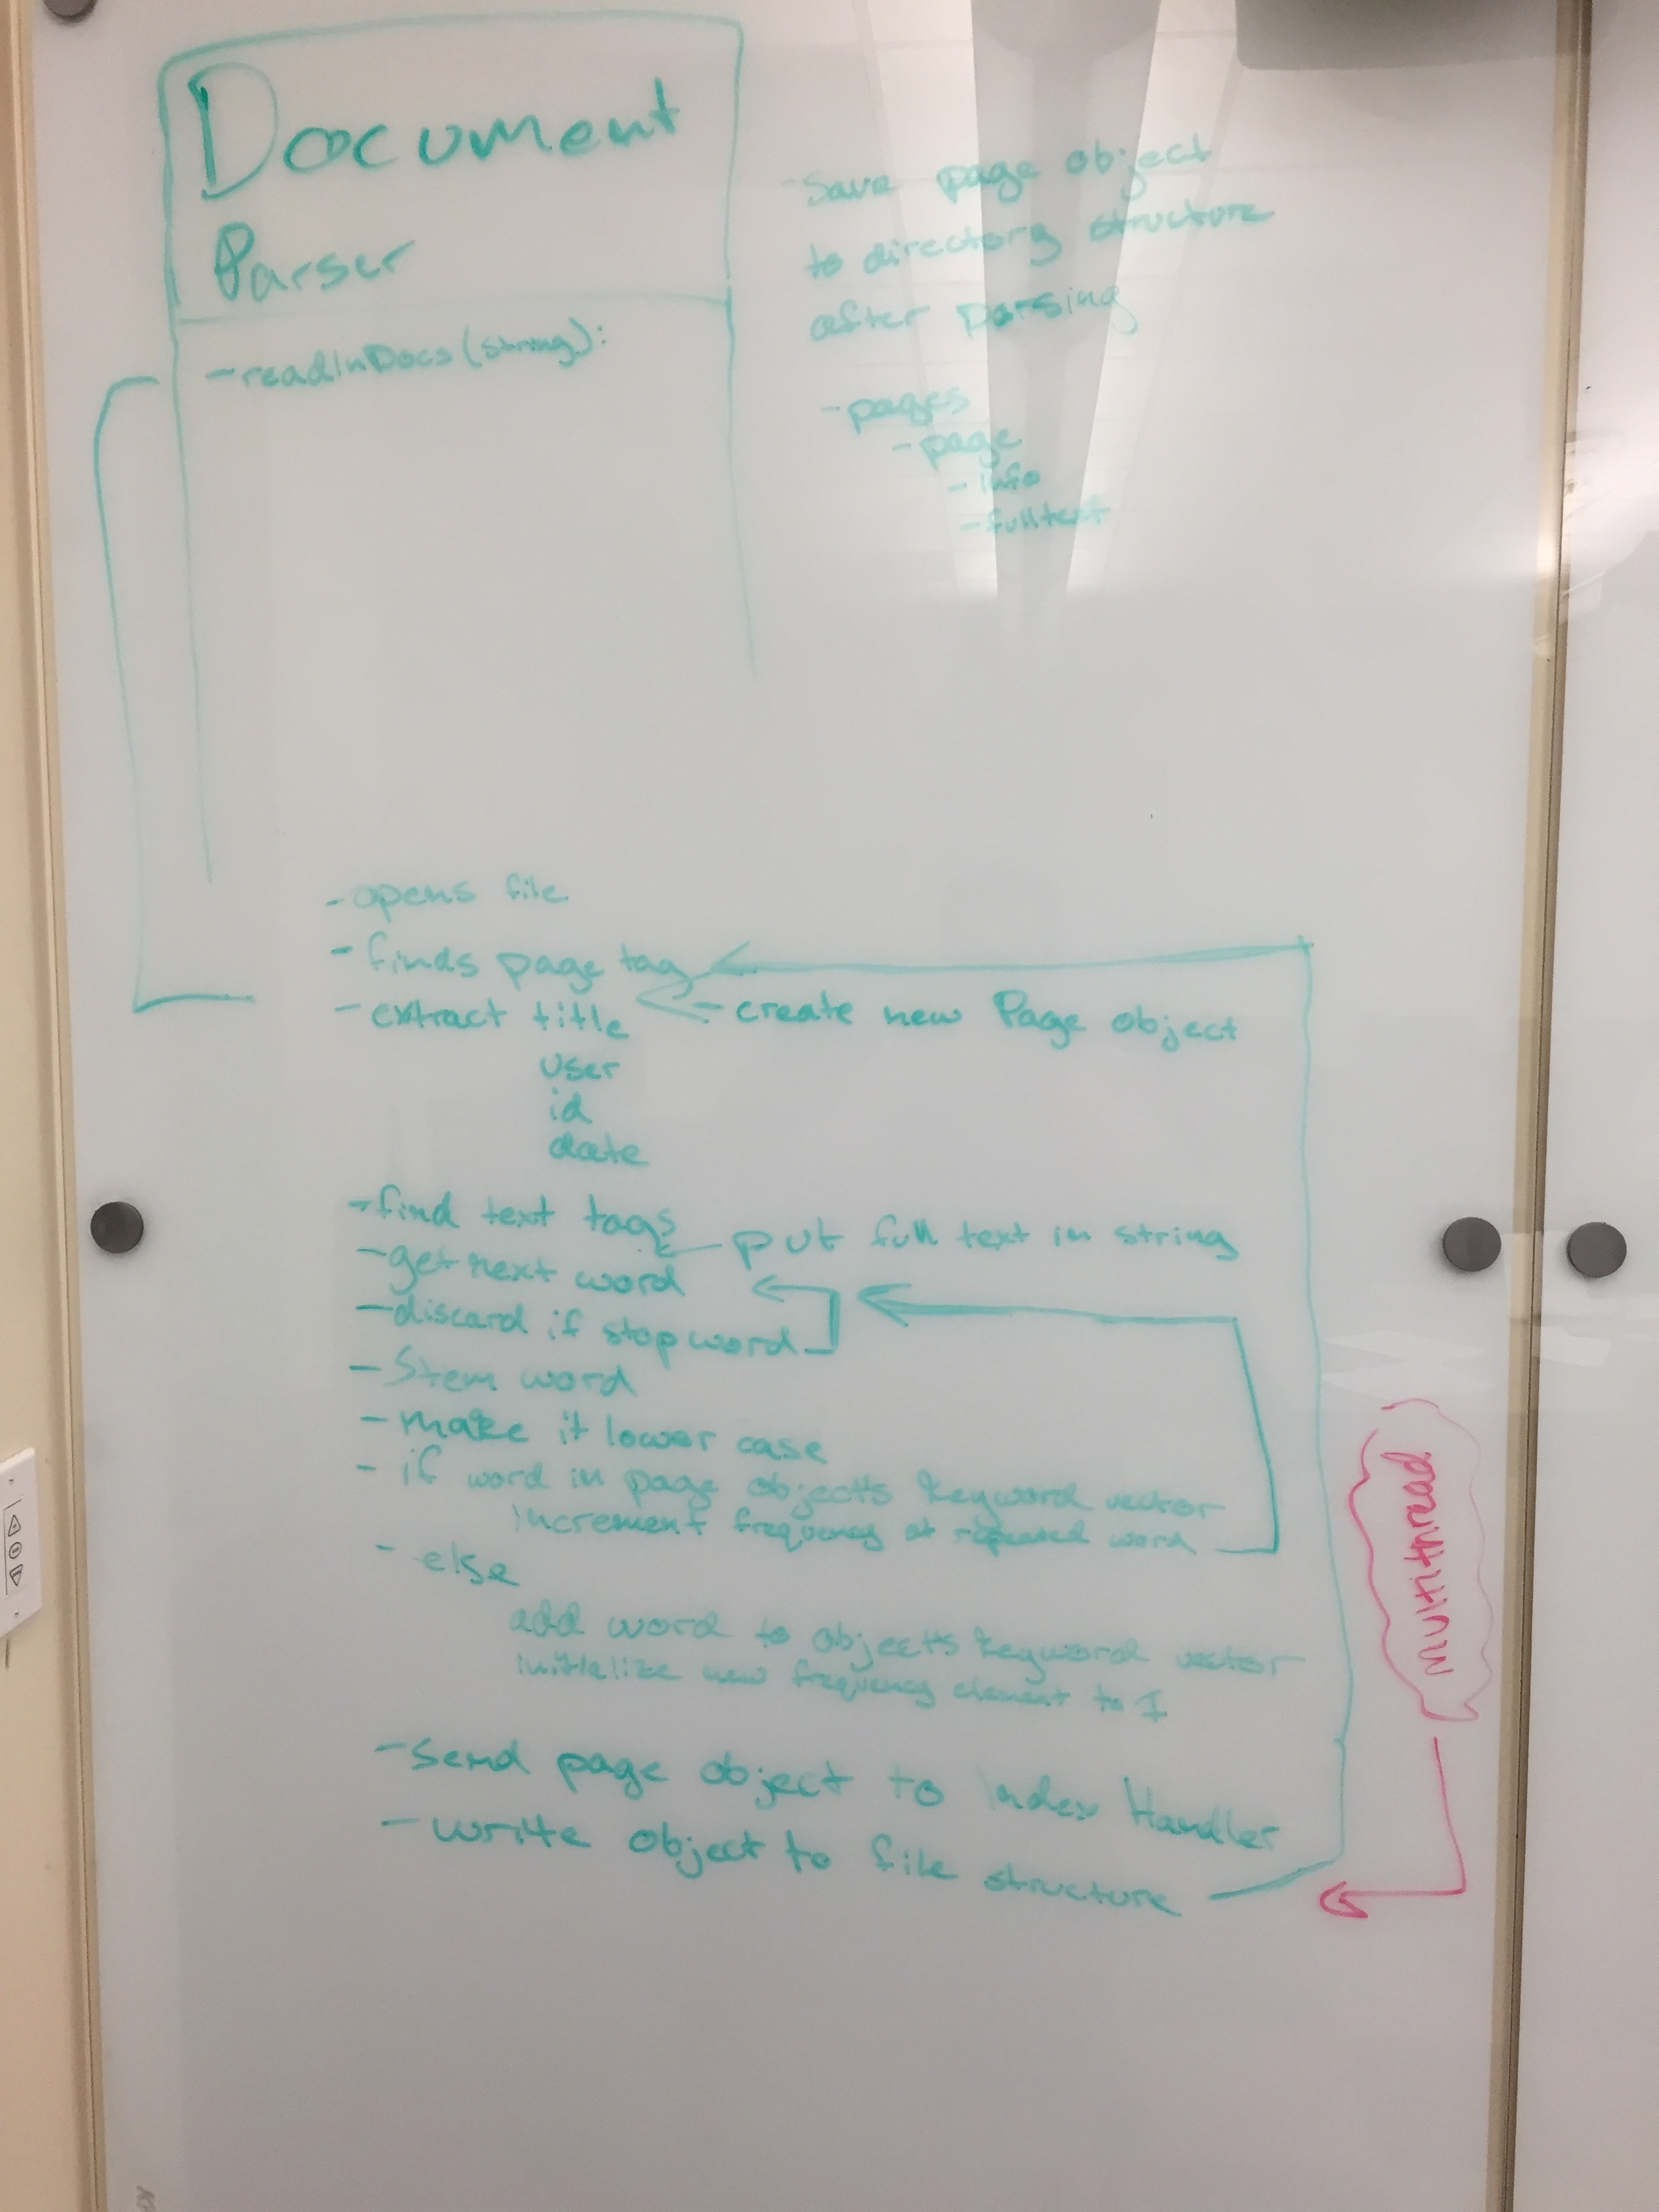 Document
Parser
- readInDocs(string):
- Save page object
to directory structure
after parsing
- pages
- page
- info
- fulltext
- opens file
- finds page tag
- create new Page object
- extract title
user
id
date
- find text tags
put full text in string
- get next word
- discard if stop word
- Stem word
- make it lower case
- if word in page object's keyword vector
increment frequency at repeated word
- else
add word to object's keyword vector
initialize new frequency element to 1
- Send page object to Index Handler
- write object to file structure
multithread